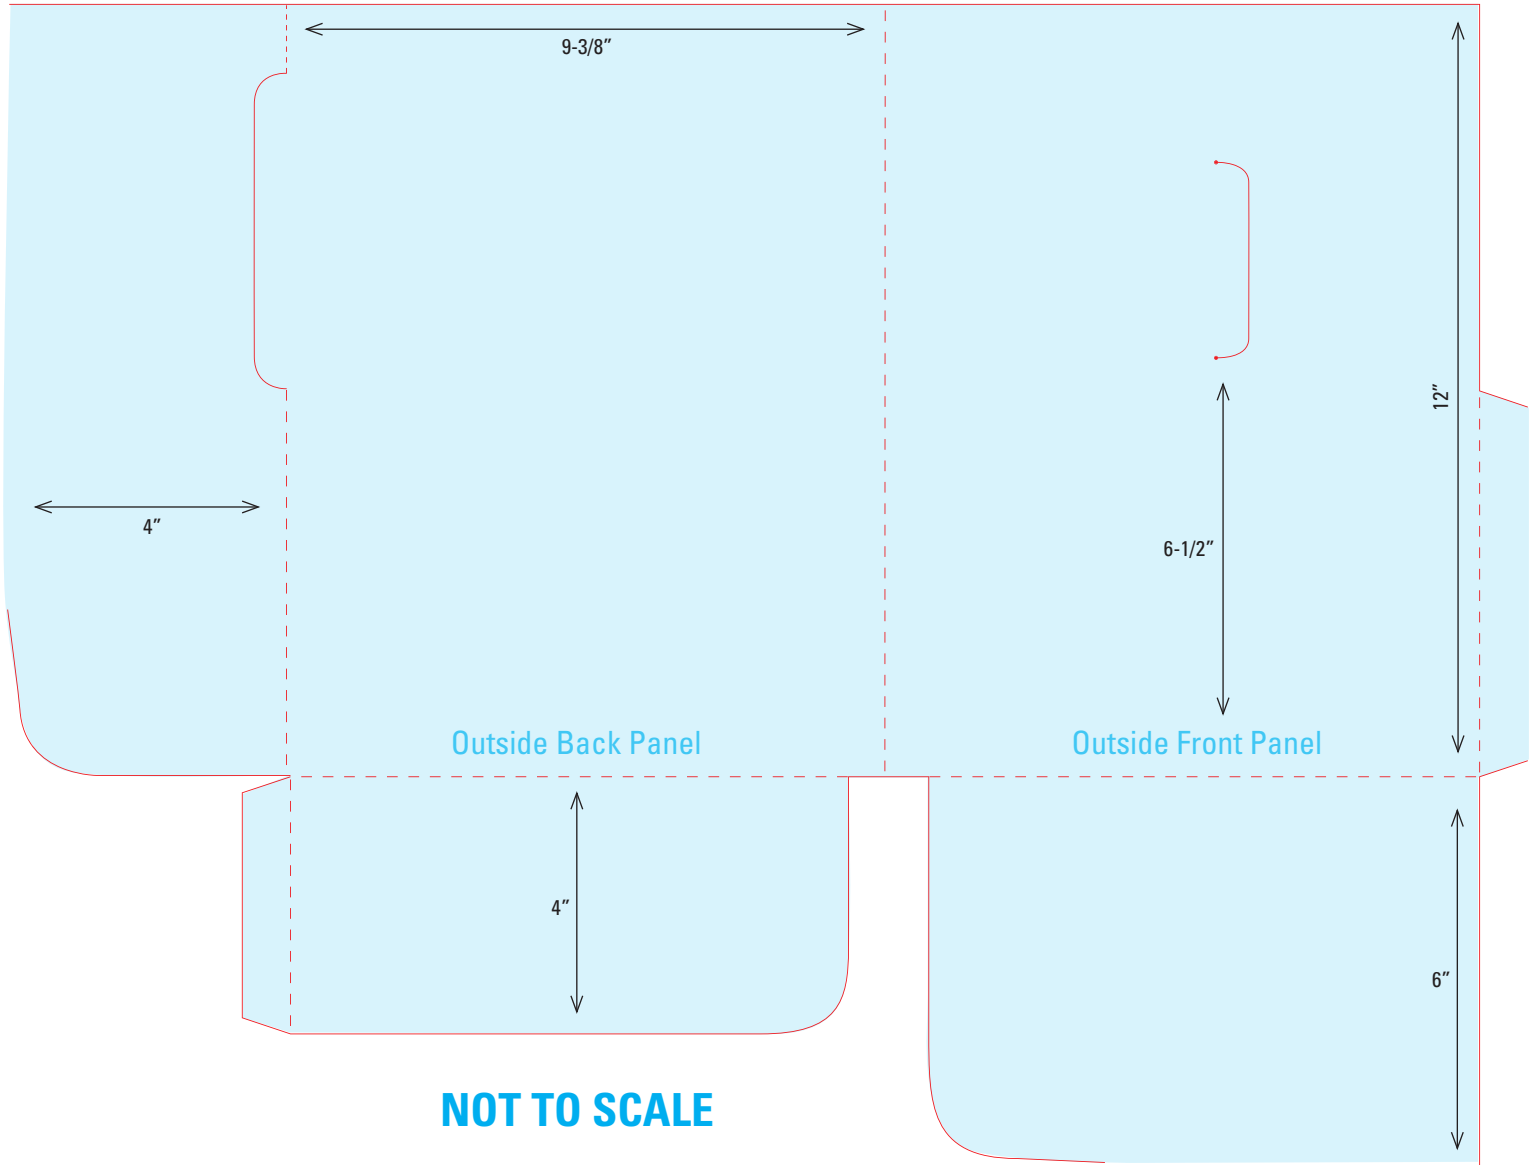 9-3/8”
12”
4”
6-1/2”
Outside Back Panel
Outside Front Panel
4”
6”
NOT TO SCALE